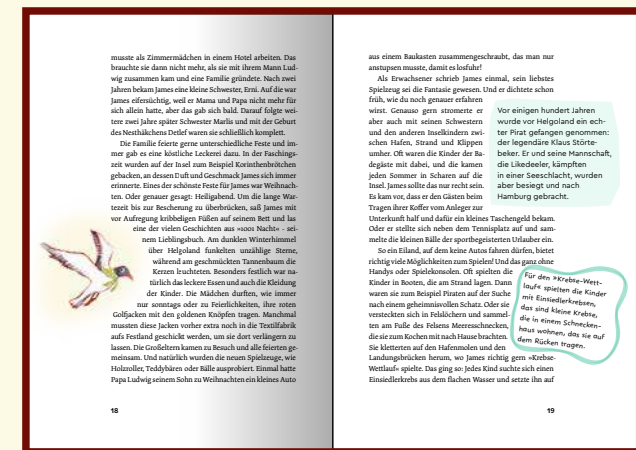 musste als Zimmermädchen in einem Hotel arbeiten. Das
brauchte sie dann nicht mehr, als sie mit ihrem Mann Lud-
wig zusammen kam und eine Familie gründete. Nach zwei
Jahren bekam James eine kleine Schwester, Erni. Auf die war
James eifersüchtig, weil er Mama und Papa nicht mehr für
sich allein hatte, aber das gab sich bald. Darauf folgte wei-
tere zwei Jahre später Schwester Marlis und mit der Geburt
des Nesthäkchens Detlef waren sie schließlich komplett.
Die Familie feierte gerne unterschiedliche Feste und im-
mer gab es eine köstliche Leckerei dazu. In der Faschings-
zeit wurden auf der Insel zum Beispiel Korinthenbrötchen
gebacken, an dessen Duft und Geschmack James sich immer
erinnerte. Eines der schönste Feste für James war Weihnach-
ten. Oder genauer gesagt: Heiligabend. Um die lange War-
tezeit bis zur Bescherung zu überbrücken, saß James mit
vor Aufregung kribbeligen Füßen auf seinem Bett und las
eine der vielen Geschichten aus »1001 Nacht« - sei-
nem Lieblingsbuch. Am dunklen Winterhimmel
über Helgoland funkelten unzählige Sterne,
während am geschmückten Tannenbaum die
Kerzen leuchteten. Besonders festlich war na-
türlich das leckere Essen und auch die Kleidung
der Kinder. Die Mädchen durften, wie immer
nur sonntags oder zu Feierlichkeiten, ihre roten
Golfjacken mit den goldenen Knöpfen tragen. Manchmal
mussten diese Jacken vorher extra noch in die Textilfabrik
aufs Festland geschickt werden, um sie dort verlängern zu
lassen. Die Großeltern kamen zu Besuch und alle feierten ge-
meinsam. Und natürlich wurden die neuen Spielzeuge, wie
Holzroller, Teddybären oder Bälle ausprobiert. Einmal hatte
Papa Ludwig seinem Sohn zu Weihnachten ein kleines Auto
18
aus einem Baukasten zusammengeschraubt, das man nur
anstupsen musste, damit es losfuhr!
Als Erwachsener schrieb James einmal, sein liebstes
Spielzeug sei die Fantasie gewesen. Und er dichtete schon
früh, wie du noch genauer erfahren
wirst. Genauso gern stromerte er
aber auch mit seinen Schwestern
und den anderen Inselkindern zwi-
schen Hafen, Strand und Klippen
umher. Oft waren die Kinder der Ba-
degäste mit dabei, und die kamen
jeden Sommer in Scharen auf die
Insel. James sollte das nur recht sein.
Es kam vor, dass er den Gästen beim
Tragen ihrer Koffer vom Anleger zur
Unterkunft half und dafür ein kleines Taschengeld bekam.
Oder er stellte sich neben dem Tennisplatz auf und sam-
melte die kleinen Bälle der sportbegeisterten Urlauber ein.
So ein Eiland, auf dem keine Autos fahren dürfen, bietet
richtig viele Möglichkeiten zum Spielen! Und das ganz ohne
Handys oder Spielekonsolen. Oft spielten die
Kinder in Booten, die am Strand lagen. Dann
waren sie zum Beispiel Piraten auf der Suche
nach einem geheimnisvollen Schatz. Oder sie
versteckten sich in Felslöchern und sammel-
ten am Fuße des Felsens Meeresschnecken,
die sie zum Kochen mit nach Hause brachten.
Sie kletterten auf den Hafenmolen und den
Landungsbrücken herum, wo James richtig gern »Krebse-
Wettlauf« spielte. Das ging so: Jedes Kind suchte sich einen
Einsiedlerkrebs aus dem flachen Wasser und setzte ihn auf
Vor einigen hundert Jahren
wurde vor Helgoland ein ech-
ter Pirat gefangen genommen:
der legendäre Klaus Störte-
beker. Er und seine Mannschaft,
die Likedeeler, kämpften
in einer Seeschlacht, wurden
aber besiegt und nach
Hamburg gebracht.
Für den »Krebse-Wett-
lauf« spielten die Kinder
mit Einsiedlerkrebsen,
das sind kleine Krebse,
die in einem Schnecken-
haus wohnen, das sie auf
dem Rücken tragen.
19